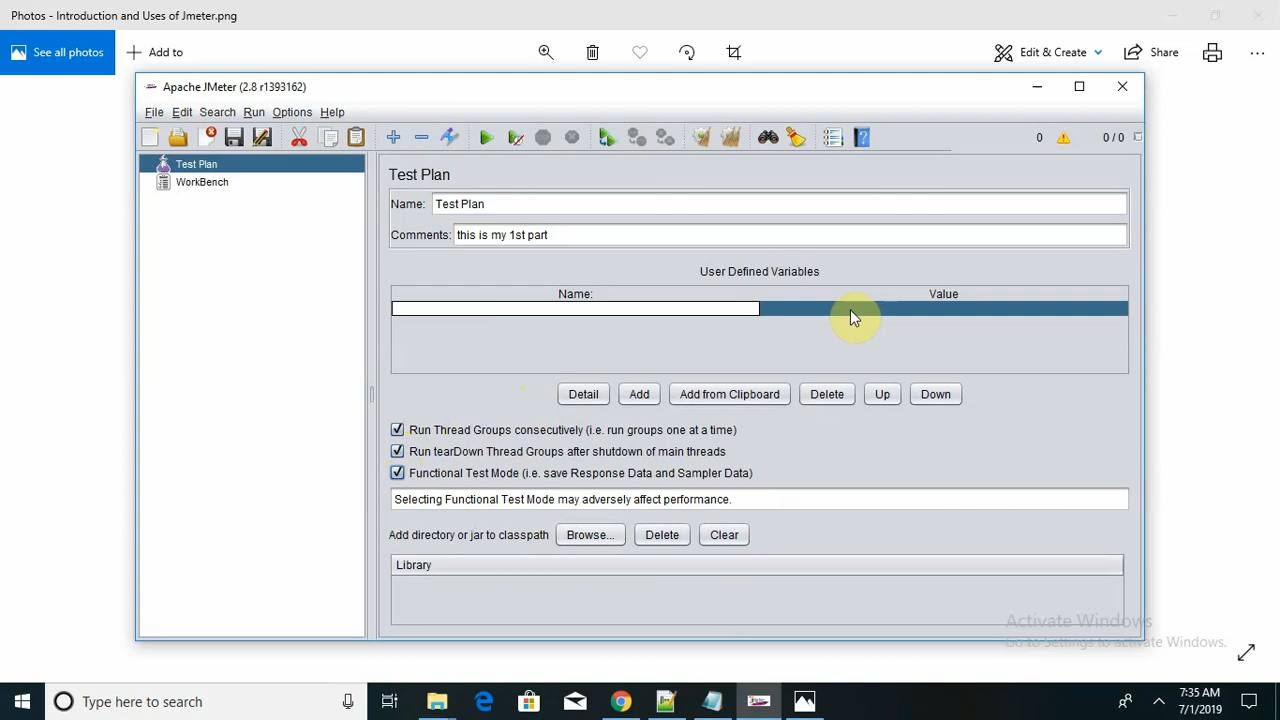 Photos - Introduction and Uses of Jmeter.png
See all photos
Add to
Edit & Create
Share
Apache JMeter (2.8 r1393162)
File Edit Search Run Options Help
0 0 / 0
Test Plan
WorkBench
Test Plan
Name: Test Plan
Comments: this is my 1st part
User Defined Variables
Name: Value
Detail Add Add from Clipboard Delete Up Down
Run Thread Groups consecutively (i.e. run groups one at a time)
Run tearDown Thread Groups after shutdown of main threads
Functional Test Mode (i.e. save Response Data and Sampler Data)
Selecting Functional Test Mode may adversely affect performance.
Add directory or jar to classpath Browse... Delete Clear
Library
Activate Windows
Go to Settings to activate Windows.
Type here to search
7:35 AM
7/1/2019